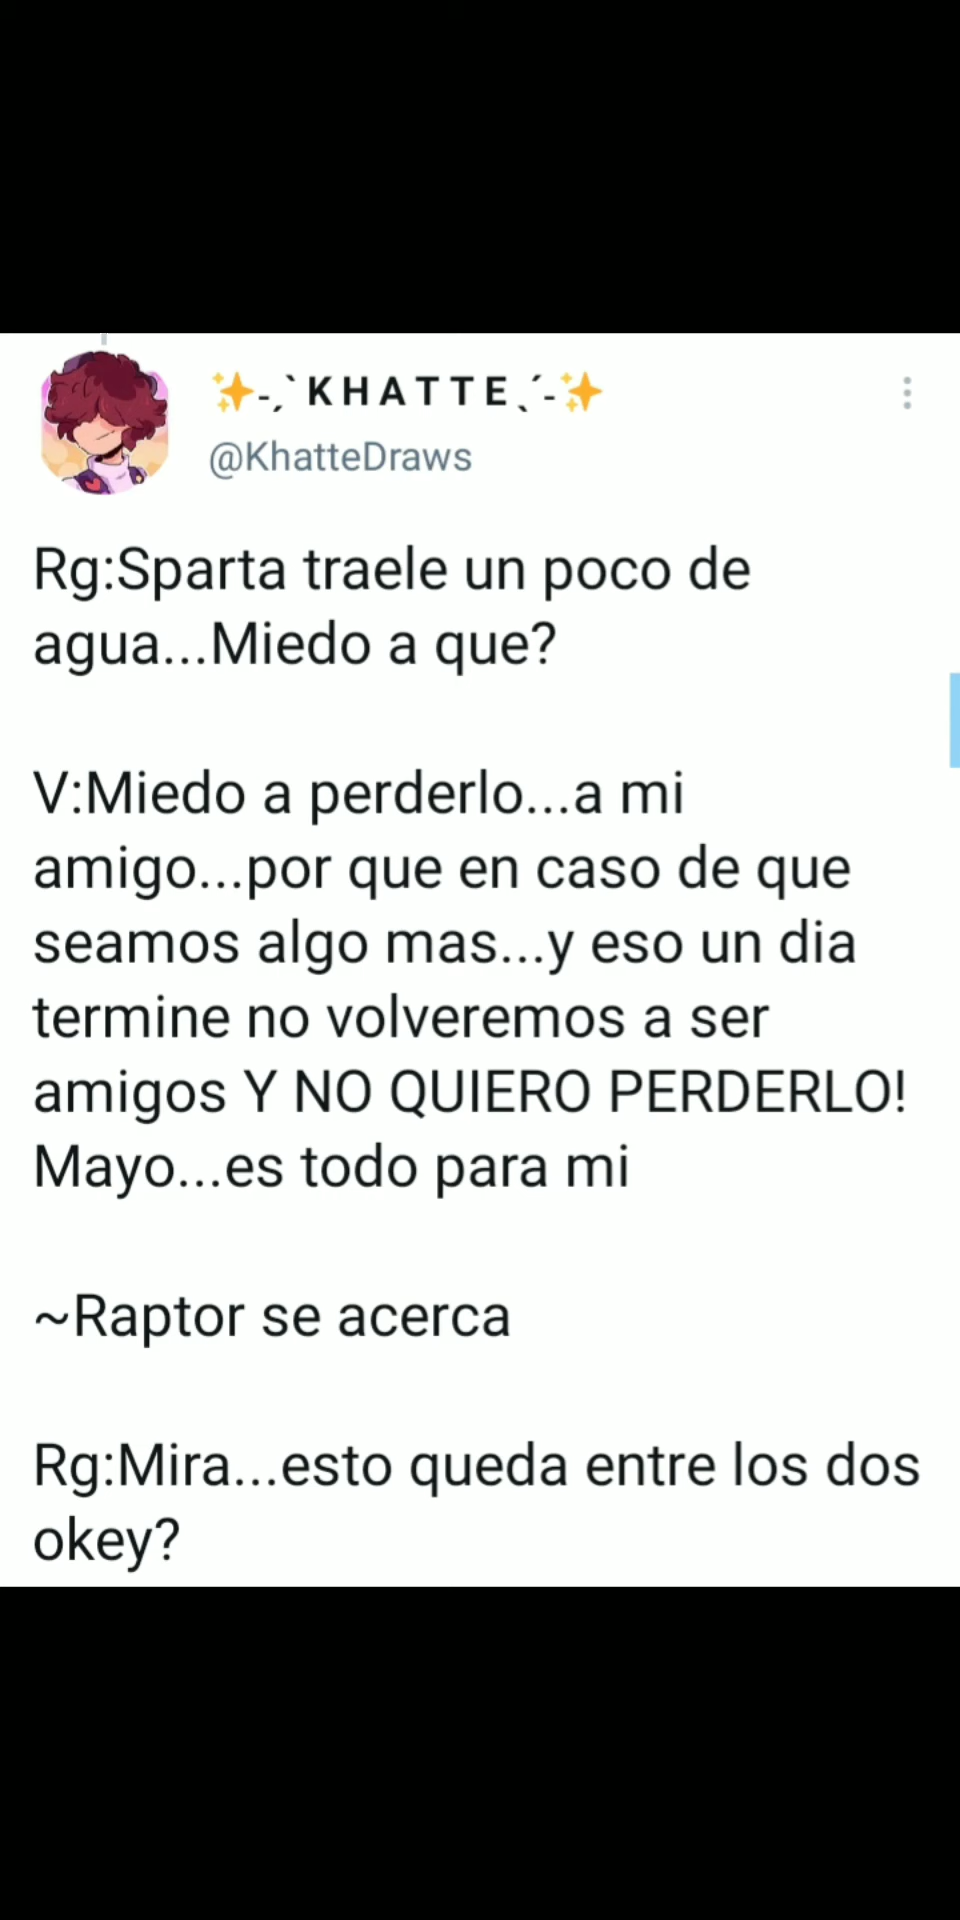 ✨-ˏˋ K H A T T E ˎˊ-✨
@KhatteDraws
Rg:Sparta traele un poco de
agua...Miedo a que?
V:Miedo a perderlo...a mi
amigo...por que en caso de que
seamos algo mas...y eso un dia
termine no volveremos a ser
amigos Y NO QUIERO PERDERLO!
Mayo...es todo para mi
~Raptor se acerca
Rg:Mira...esto queda entre los dos
okey?